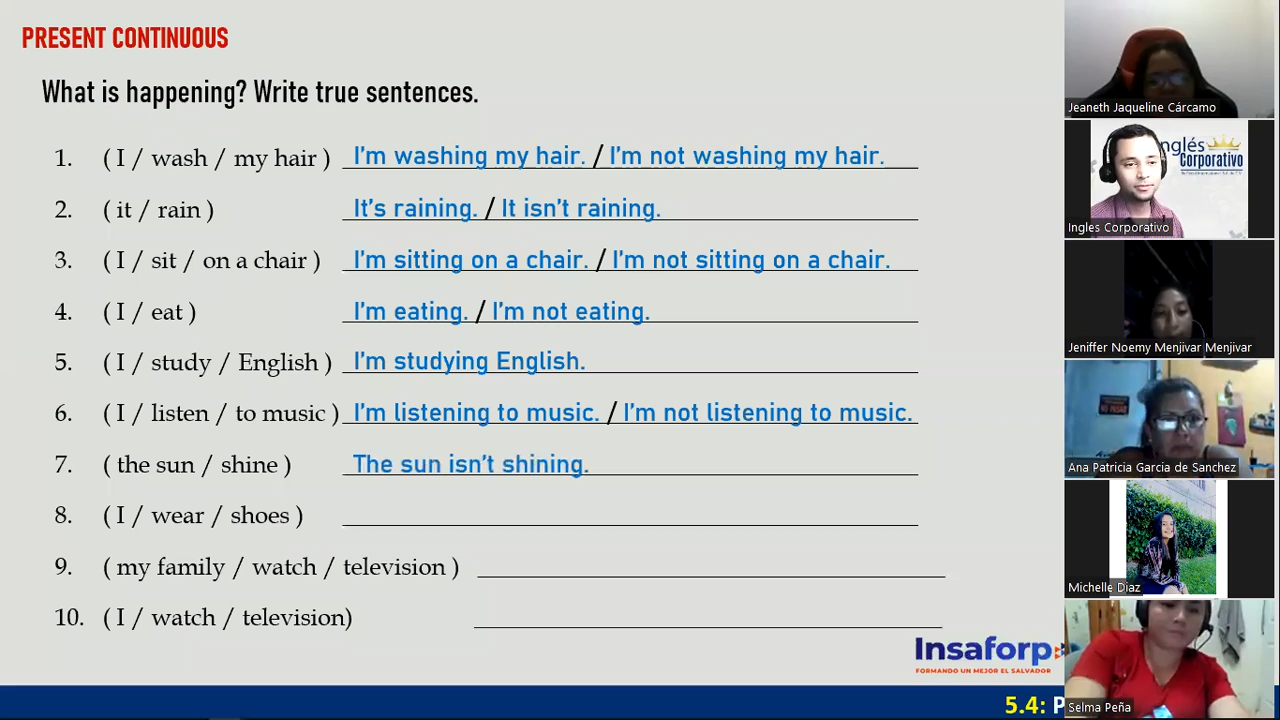 PRESENT CONTINUOUS
What is happening? Write true sentences.
1. ( I / wash / my hair ) I'm washing my hair. / I'm not washing my hair.
2. ( it / rain ) It's raining. / It isn't raining.
3. ( I / sit / on a chair ) I'm sitting on a chair. / I'm not sitting on a chair.
4. ( I / eat ) I'm eating. / I'm not eating.
5. ( I / study / English ) I'm studying English.
6. ( I / listen / to music ) I'm listening to music. / I'm not listening to music.
7. ( the sun / shine ) The sun isn't shining.
8. ( I / wear / shoes )
9. ( my family / watch / television )
10. ( I / watch / television)
Insaforp
FORMANDO UN MEJOR EL SALVADOR
5.4: P
Jeaneth Jaqueline Cárcamo
nglés
Corporativo
Ingles Corporativo
Jeniffer Noemy Menjivar Menjivar
NO PASAR
Ana Patricia Garcia de Sanchez
Michelle Diaz
Selma Peña